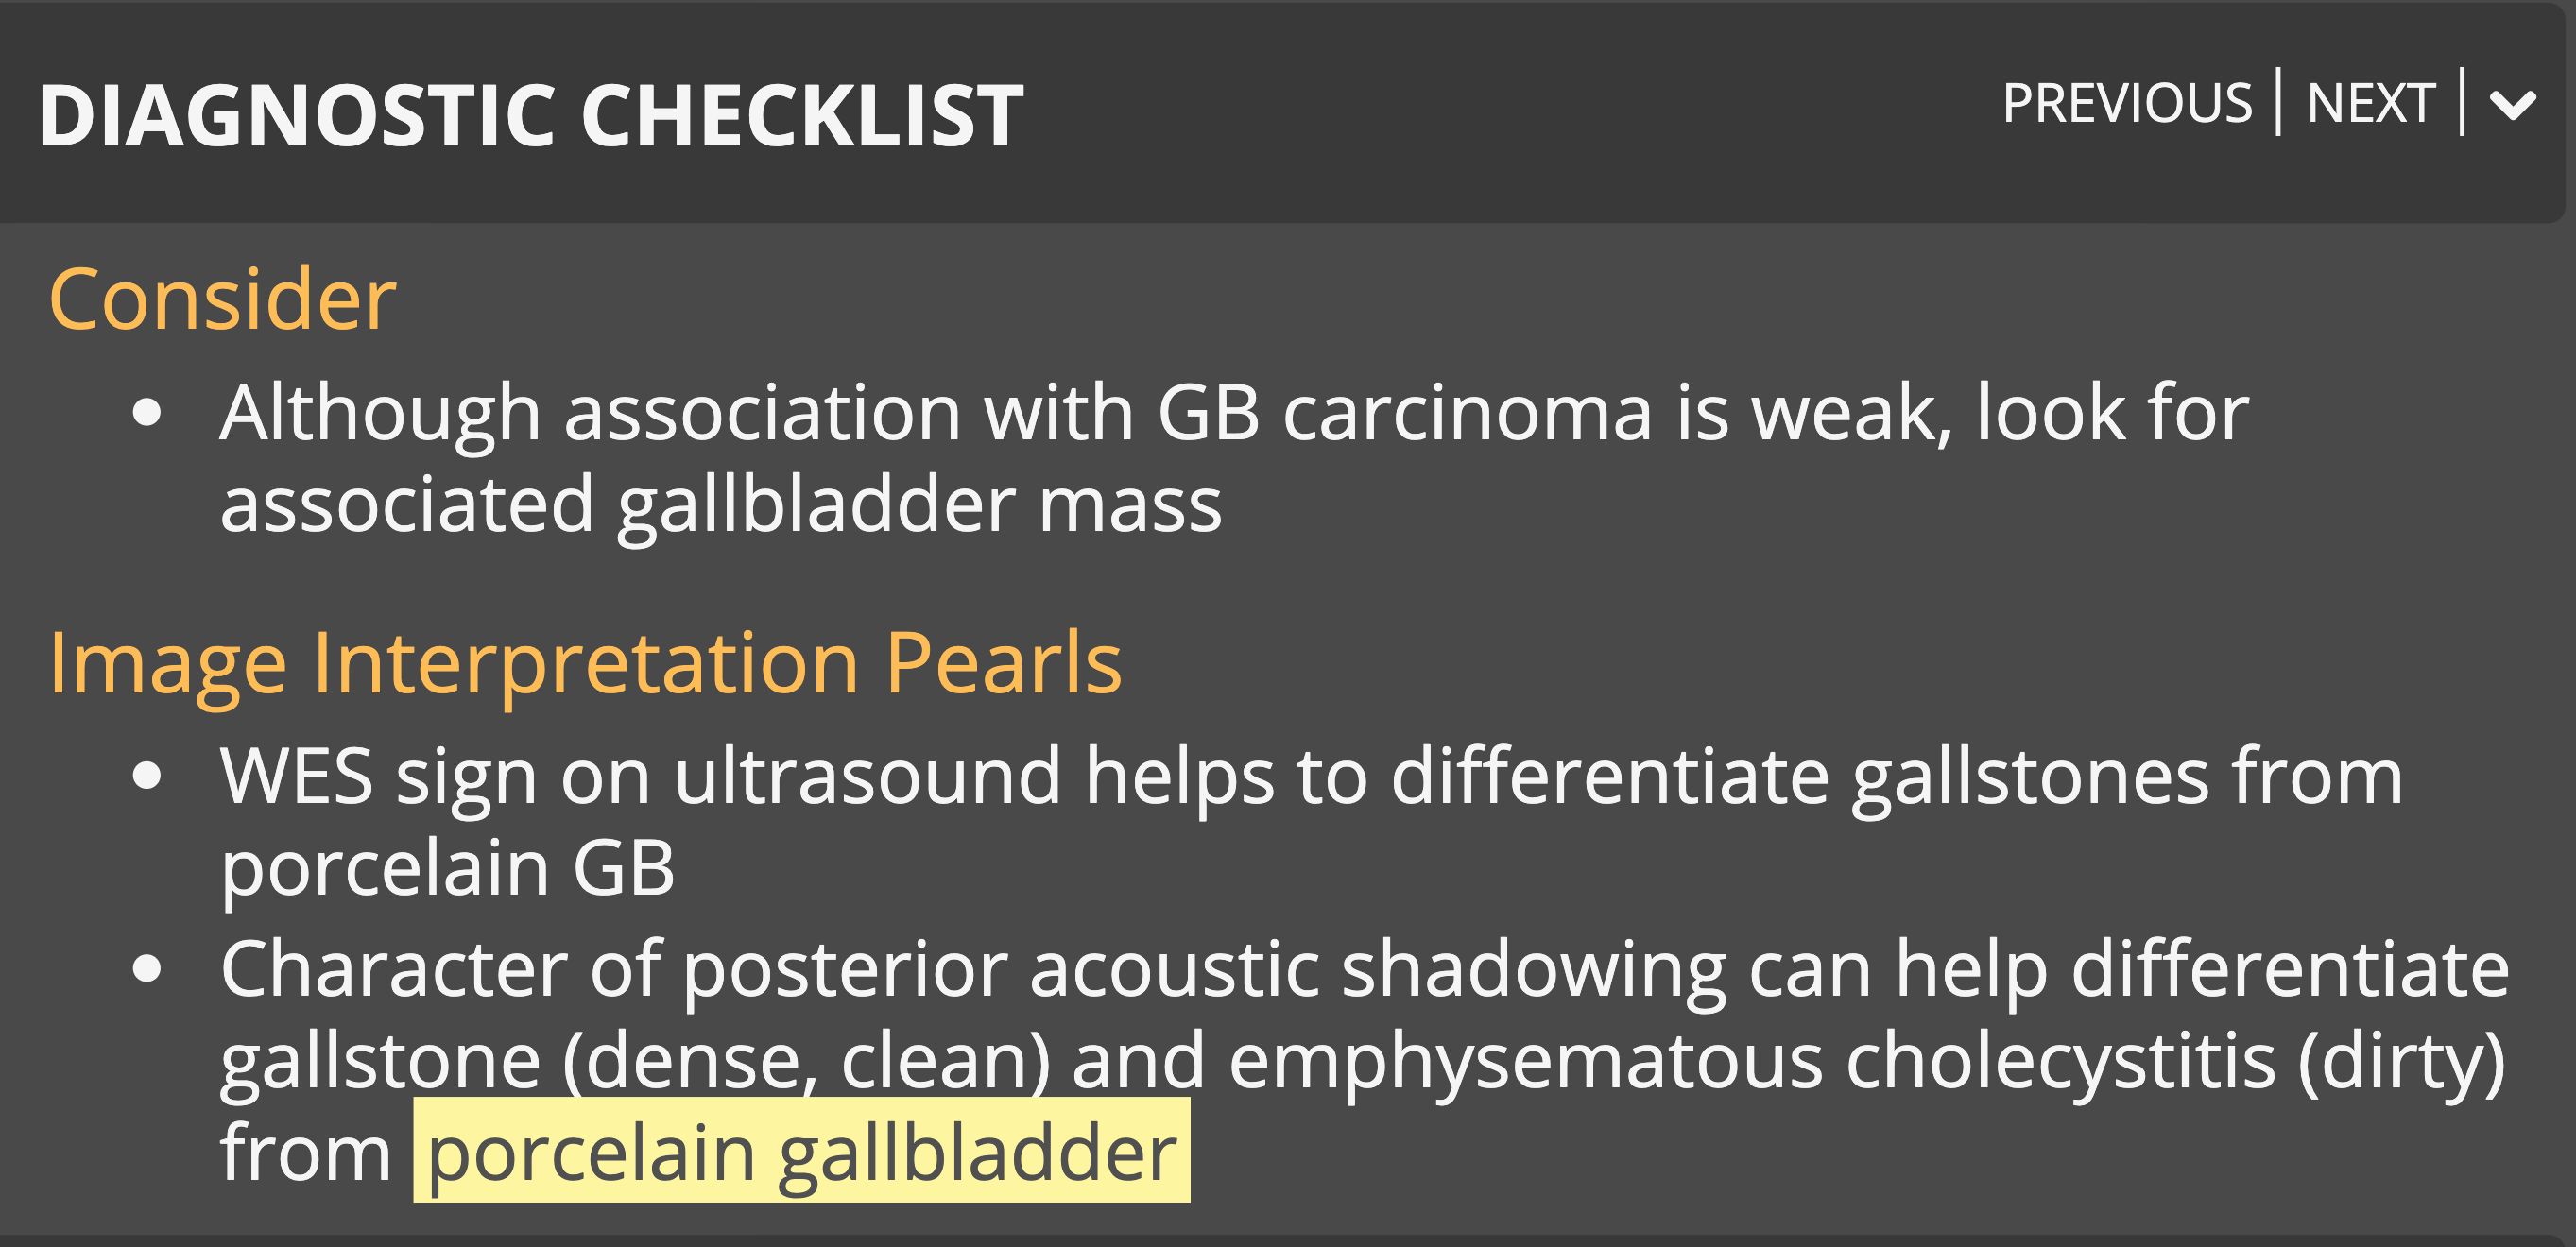 DIAGNOSTIC CHECKLIST
PREVIOUS | NEXT |
Consider
• Although association with GB carcinoma is weak, look for
associated gallbladder mass
Image Interpretation Pearls
• WES sign on ultrasound helps to differentiate gallstones from
porcelain GB
• Character of posterior acoustic shadowing can help differentiate
gallstone (dense, clean) and emphysematous cholecystitis (dirty)
from porcelain gallbladder